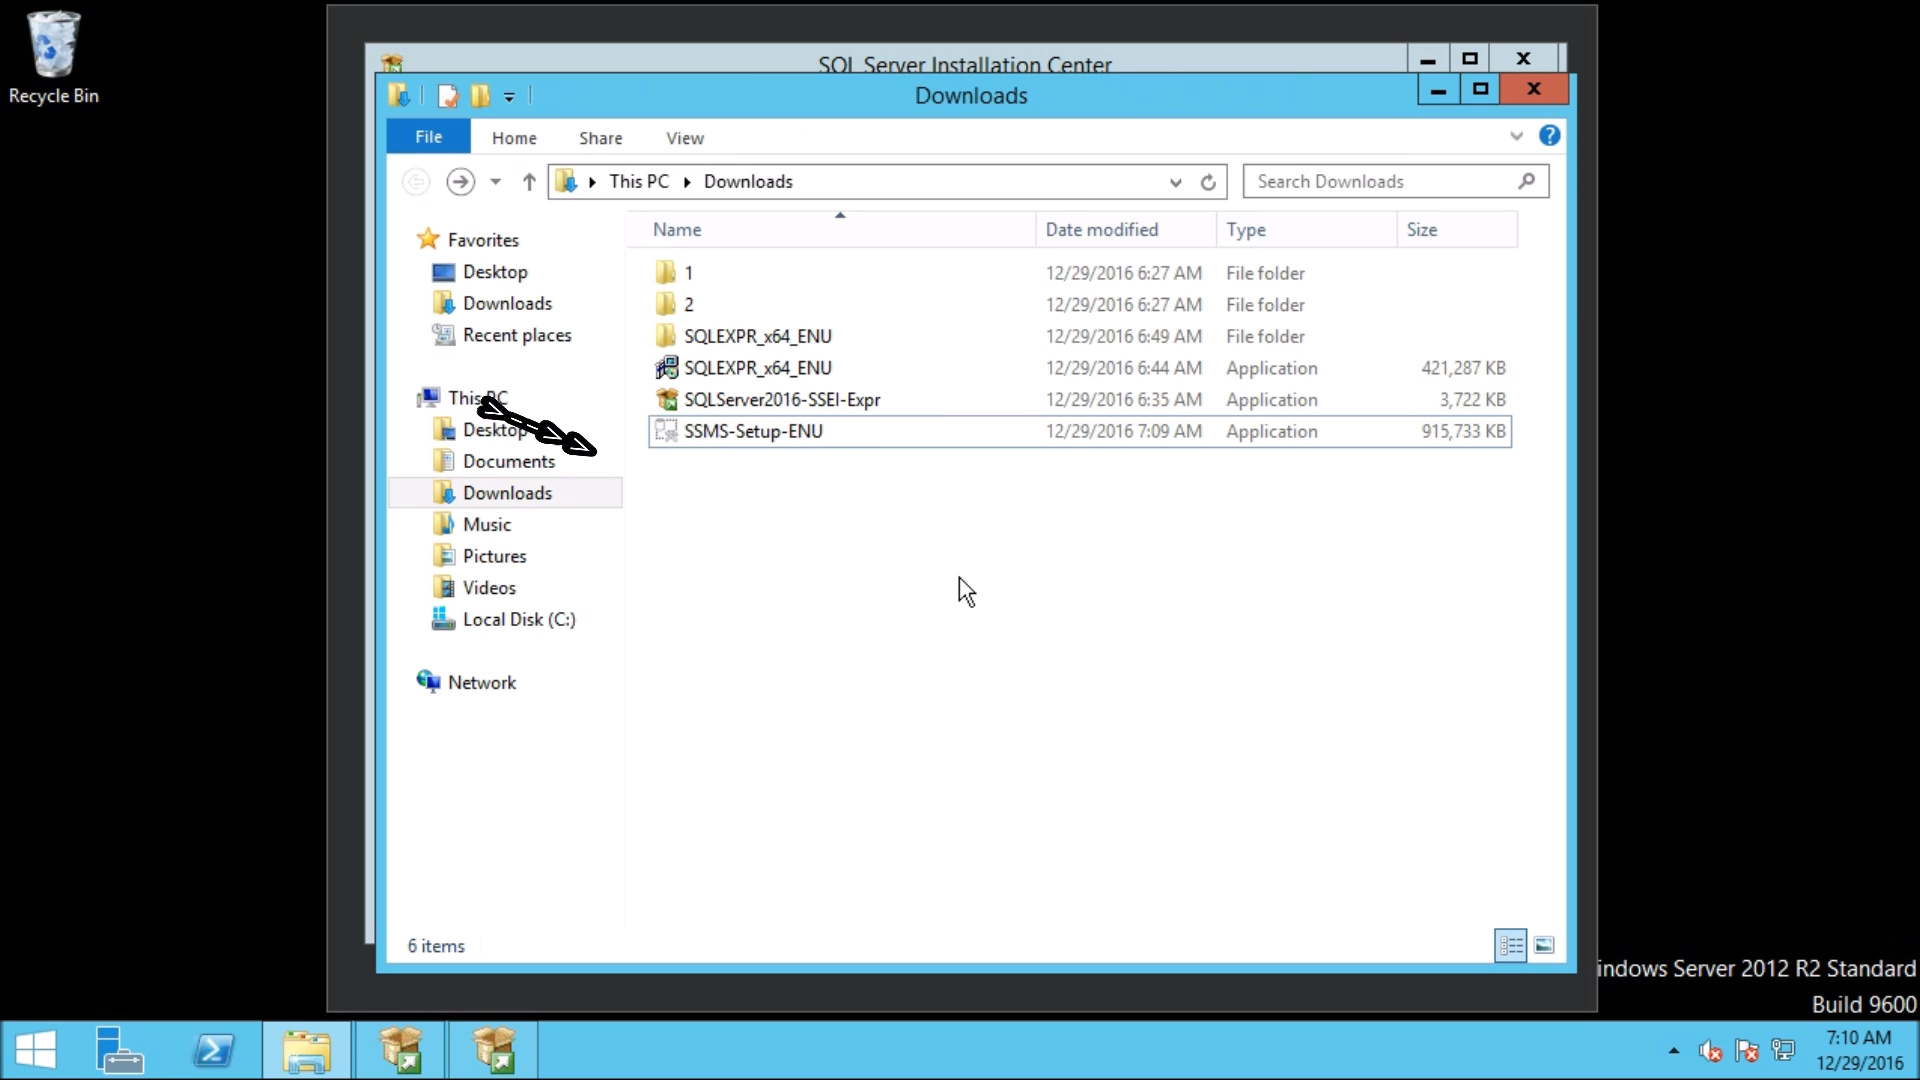 Recycle Bin
SQL Server Installation Center
Downloads
File Home Share View
This PC Downloads
Search Downloads
Name Date modified Type Size
Favorites
Desktop
Downloads
Recent places
This PC
Desktop
Documents
Downloads
Music
Pictures
Videos
Local Disk (C:)
Network
1 12/29/2016 6:27 AM File folder
2 12/29/2016 6:27 AM File folder
SQLEXPR_x64_ENU 12/29/2016 6:49 AM File folder
SQLEXPR_x64_ENU 12/29/2016 6:44 AM Application 421,287 KB
SQLServer2016-SSEI-Expr 12/29/2016 6:35 AM Application 3,722 KB
SSMS-Setup-ENU 12/29/2016 7:09 AM Application 915,733 KB
6 items
indows Server 2012 R2 Standard
Build 9600
7:10 AM
12/29/2016